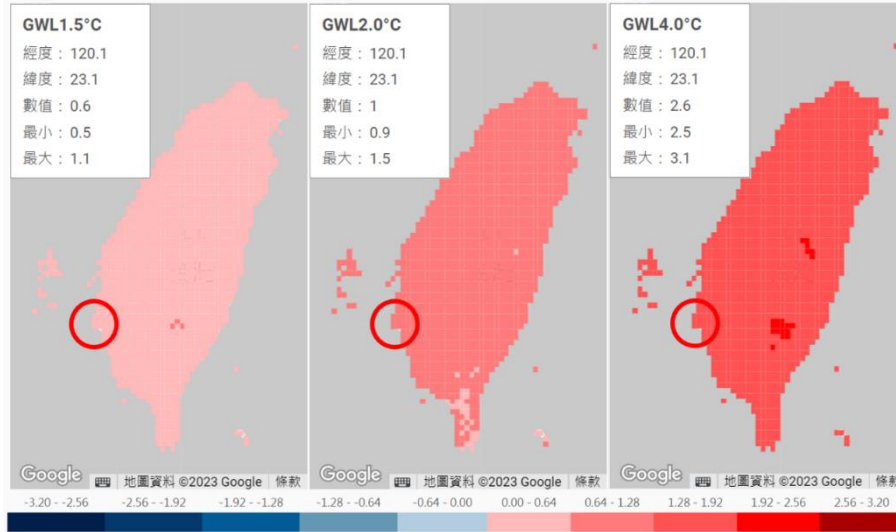 GWL1.5°C
經度：120.1
緯度：23.1
數值：0.6
最小：0.5
最大：1.1
GWL2.0°C
經度：120.1
緯度：23.1
數值：1
最小：0.9
最大：1.5
GWL4.0°C
經度：120.1
緯度：23.1
數值：2.6
最小：2.5
最大：3.1
Google 地圖資料 ©2023 Google 條款
Google 地圖資料 ©2023 Google 條款
Google 地圖資料 ©2023 Google 條款
-3.20 - -2.56 -2.56 - -1.92 -1.92 - -1.28 -1.28 - -0.64 -0.64 - 0.00 0.00 - 0.64 0.64 - 1.28 1.28 - 1.92 1.92 - 2.56 2.56 - 3.20